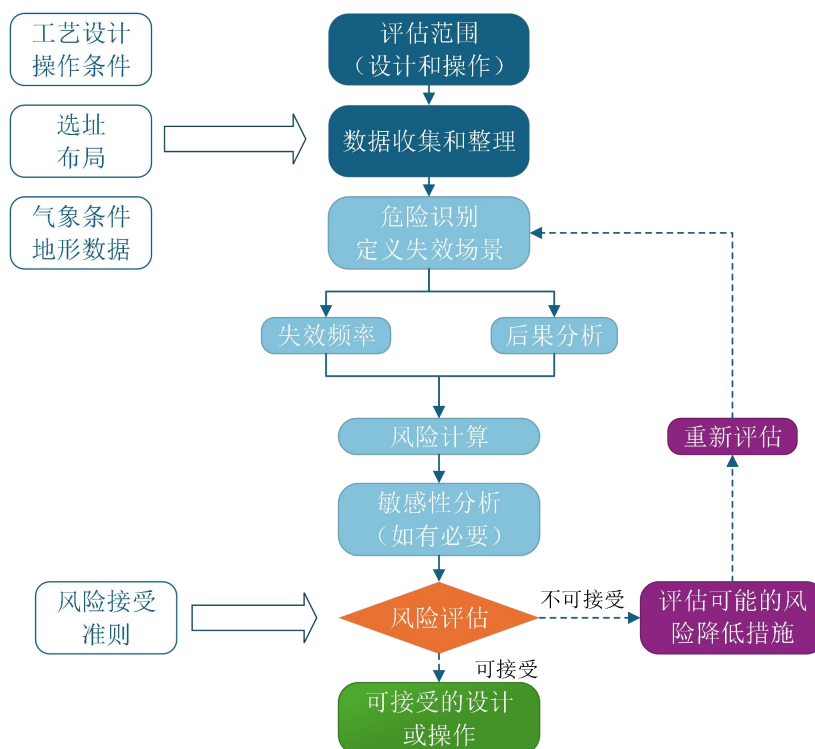 工艺设计
操作条件
评估范围
（设计和操作）
选址
布局
数据收集和整理
气象条件
地形数据
危险识别
定义失效场景
失效频率
后果分析
风险计算
重新评估
敏感性分析
（如有必要）
风险接受
准则
风险评估
不可接受
评估可能的风
险降低措施
可接受
可接受的设计
或操作